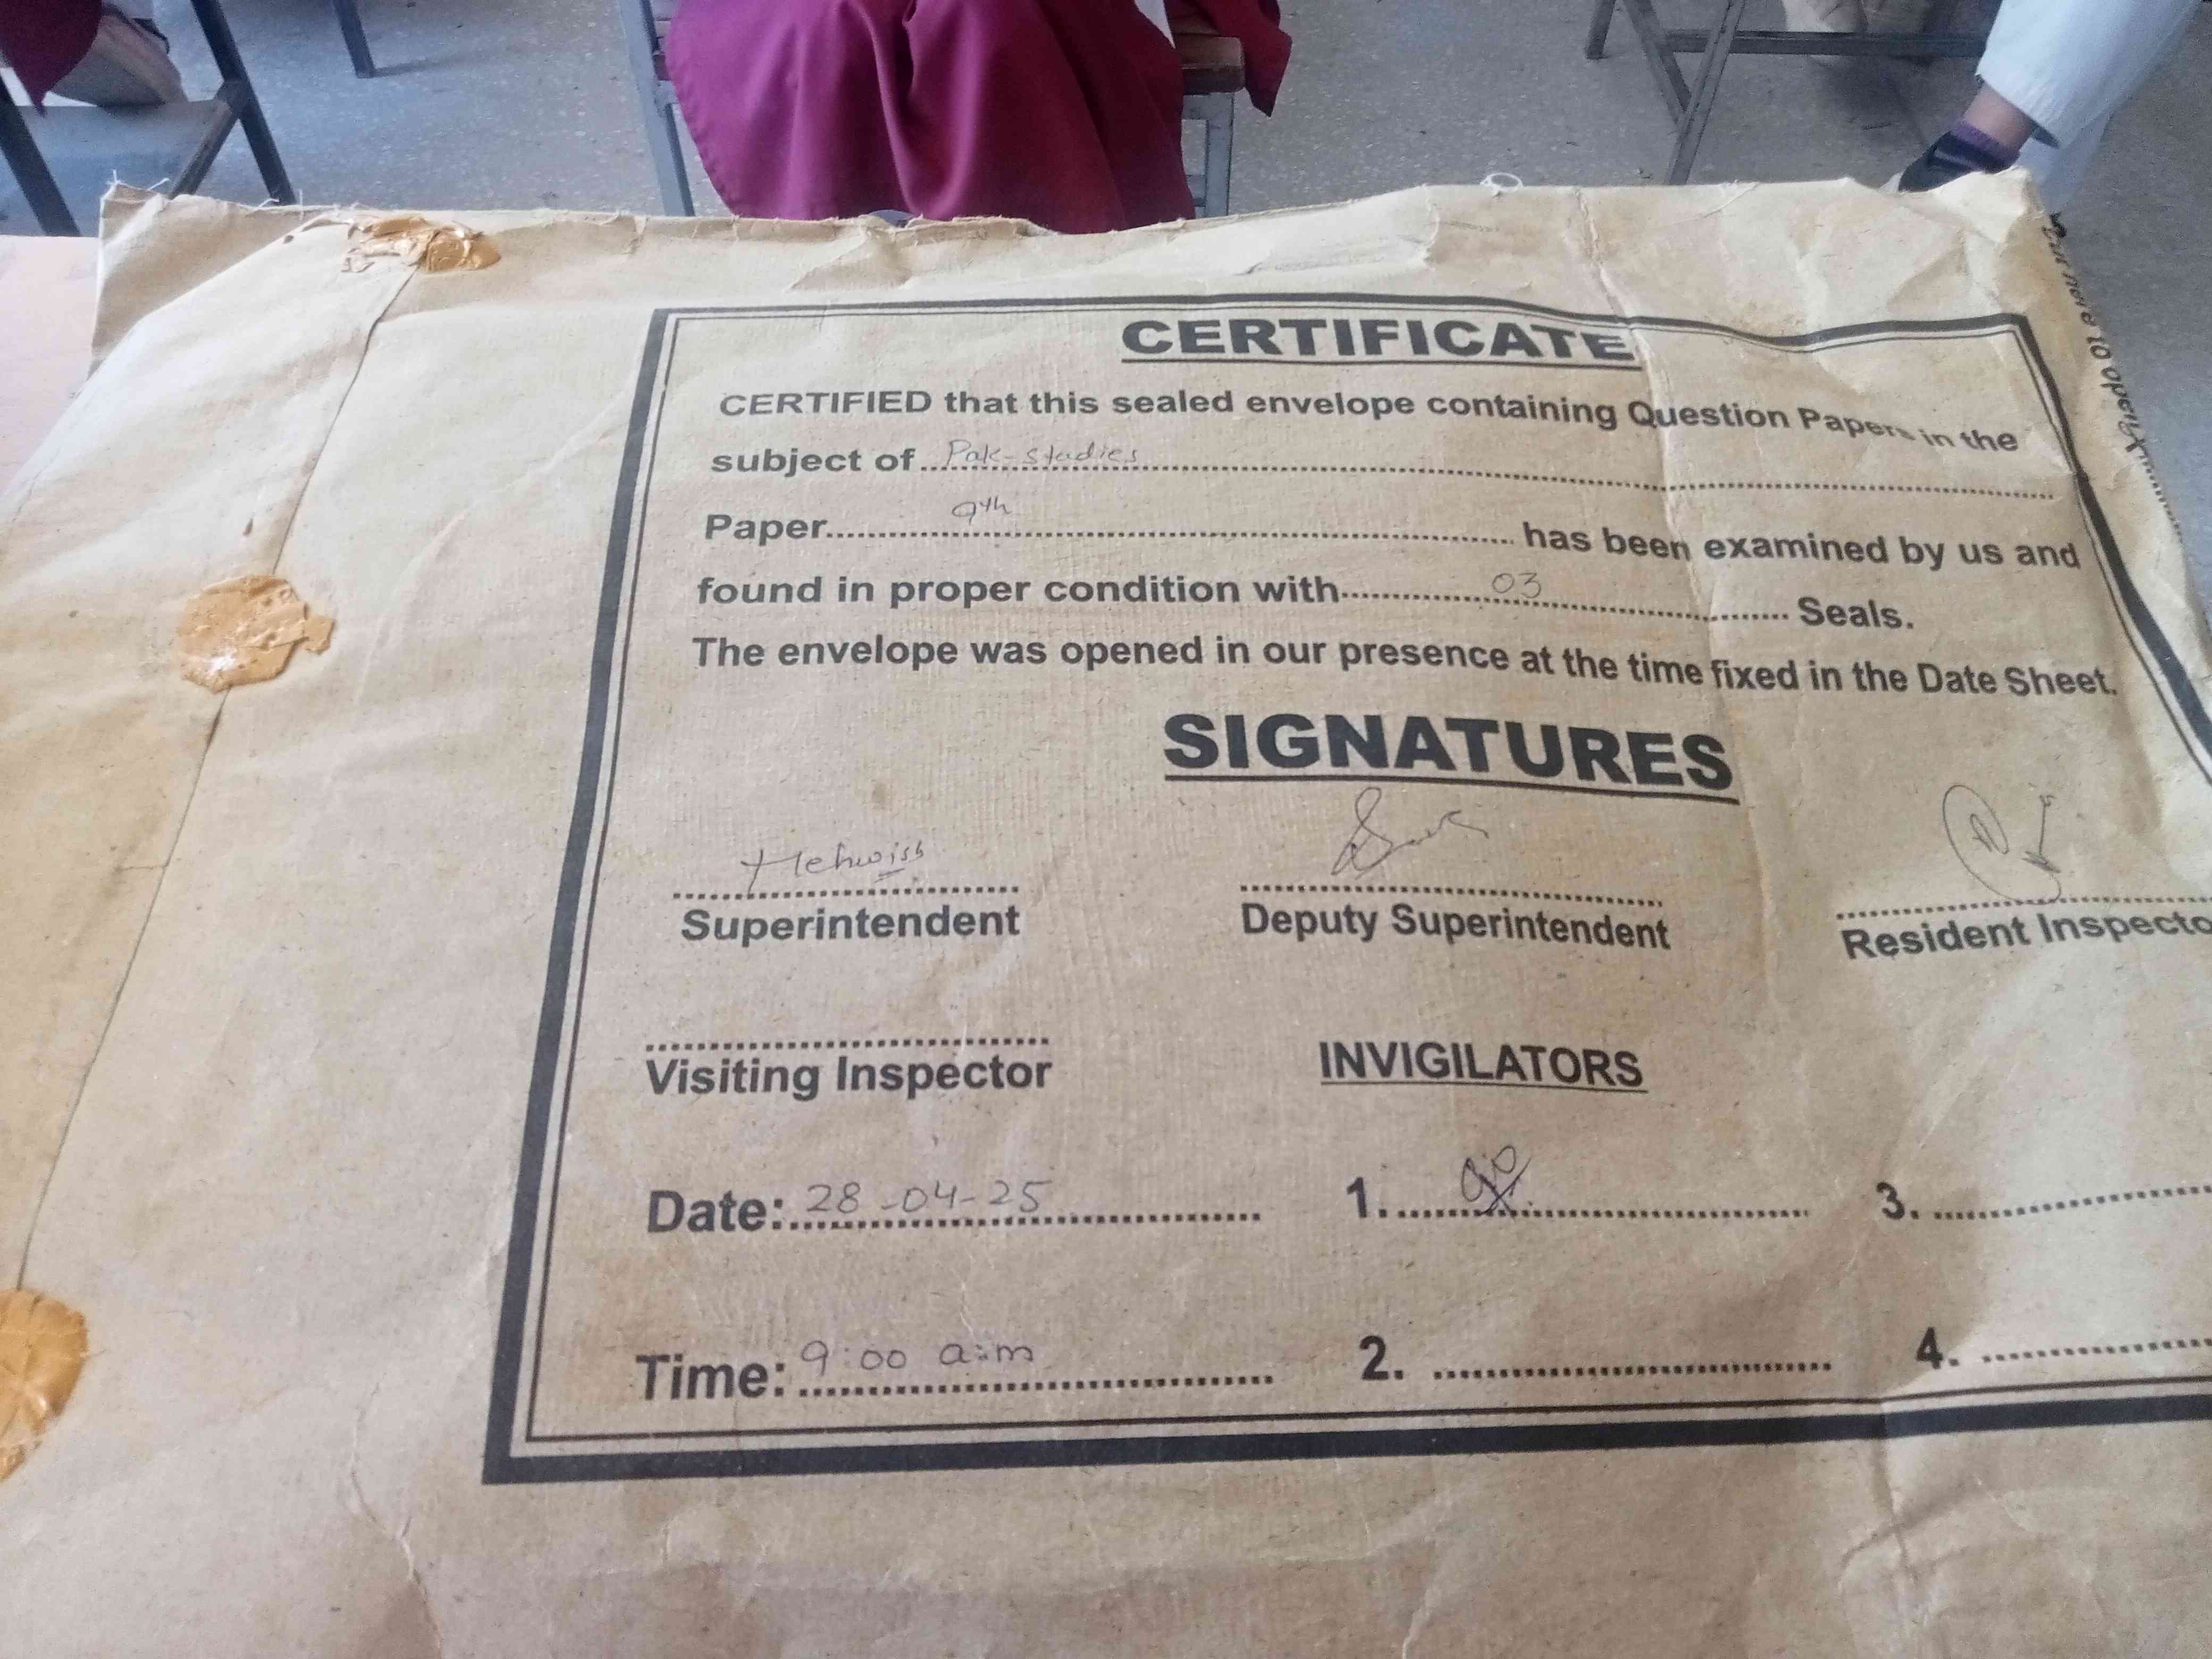 CERTIFICATE
CERTIFIED that this sealed envelope containing Question Papers in the
subject of Pak-studies
Paper 9th has been examined by us and
found in proper condition with 03 Seals.
The envelope was opened in our presence at the time fixed in the Date Sheet.
SIGNATURES
Mehwish
Superintendent Deputy Superintendent Resident Inspecto
Visiting Inspector INVIGILATORS
Date: 28-04-25 1. 3.
Time: 9:00 a:m 2. 4.